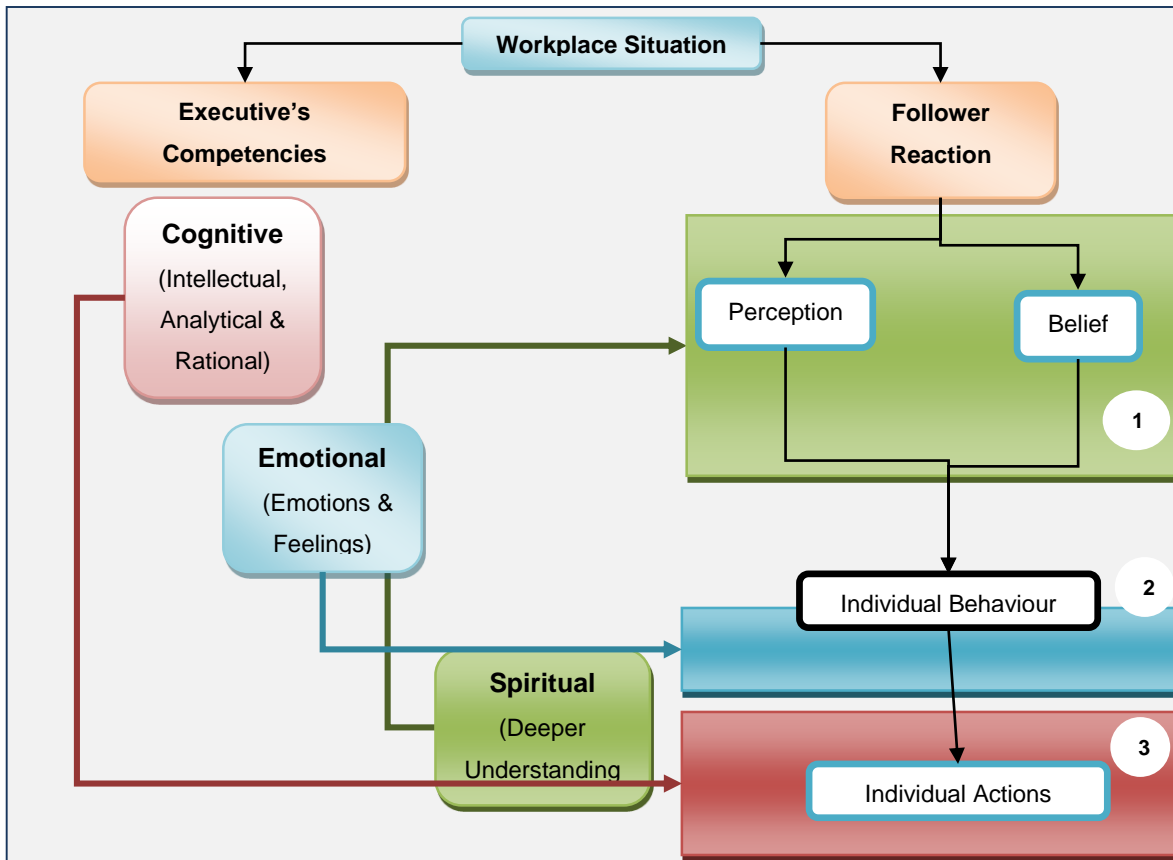 Workplace Situation
Executive’s
Competencies
Follower
Reaction
Cognitive
(Intellectual,
Analytical &
Rational)
Perception
Belief
1
Emotional
(Emotions &
Feelings)
2
Individual Behaviour
Spiritual
(Deeper
Understanding
3
Individual Actions